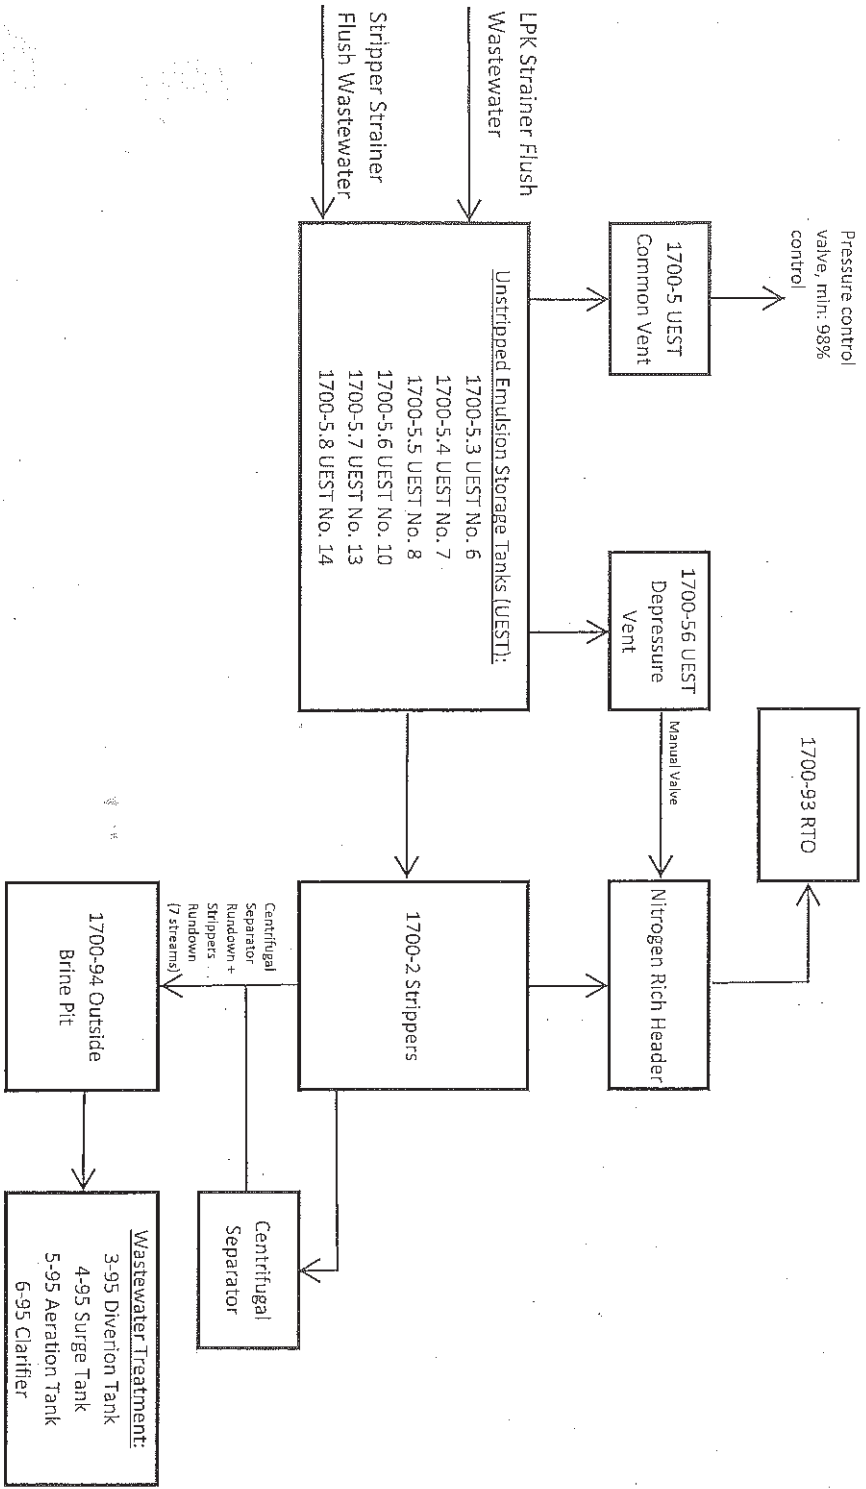 Pressure control
valve, min: 98%
control
1700-5 UEST
Common Vent
1700-56 UEST
Depressure
Vent
Manual Valve
1700-93 RTO
Nitrogen Rich Header
LPK Strainer Flush
Wastewater
Stripper Strainer
Flush Wastewater
Unstripped Emulsion Storage Tanks (UEST):
1700-5.3 UEST No. 6
1700-5.4 UEST No. 7
1700-5.5 UEST No. 8
1700-5.6 UEST No. 10
1700-5.7 UEST No. 13
1700-5.8 UEST No. 14
1700-2 Strippers
Centrifugal
Separator
Rundown +
Strippers
Rundown
(7 streams)
Centrifugal
Separator
1700-94 Outside
Brine Pit
Wastewater Treatment:
3-95 Diverion Tank
4-95 Surge Tank
5-95 Aeration Tank
6-95 Clarifier